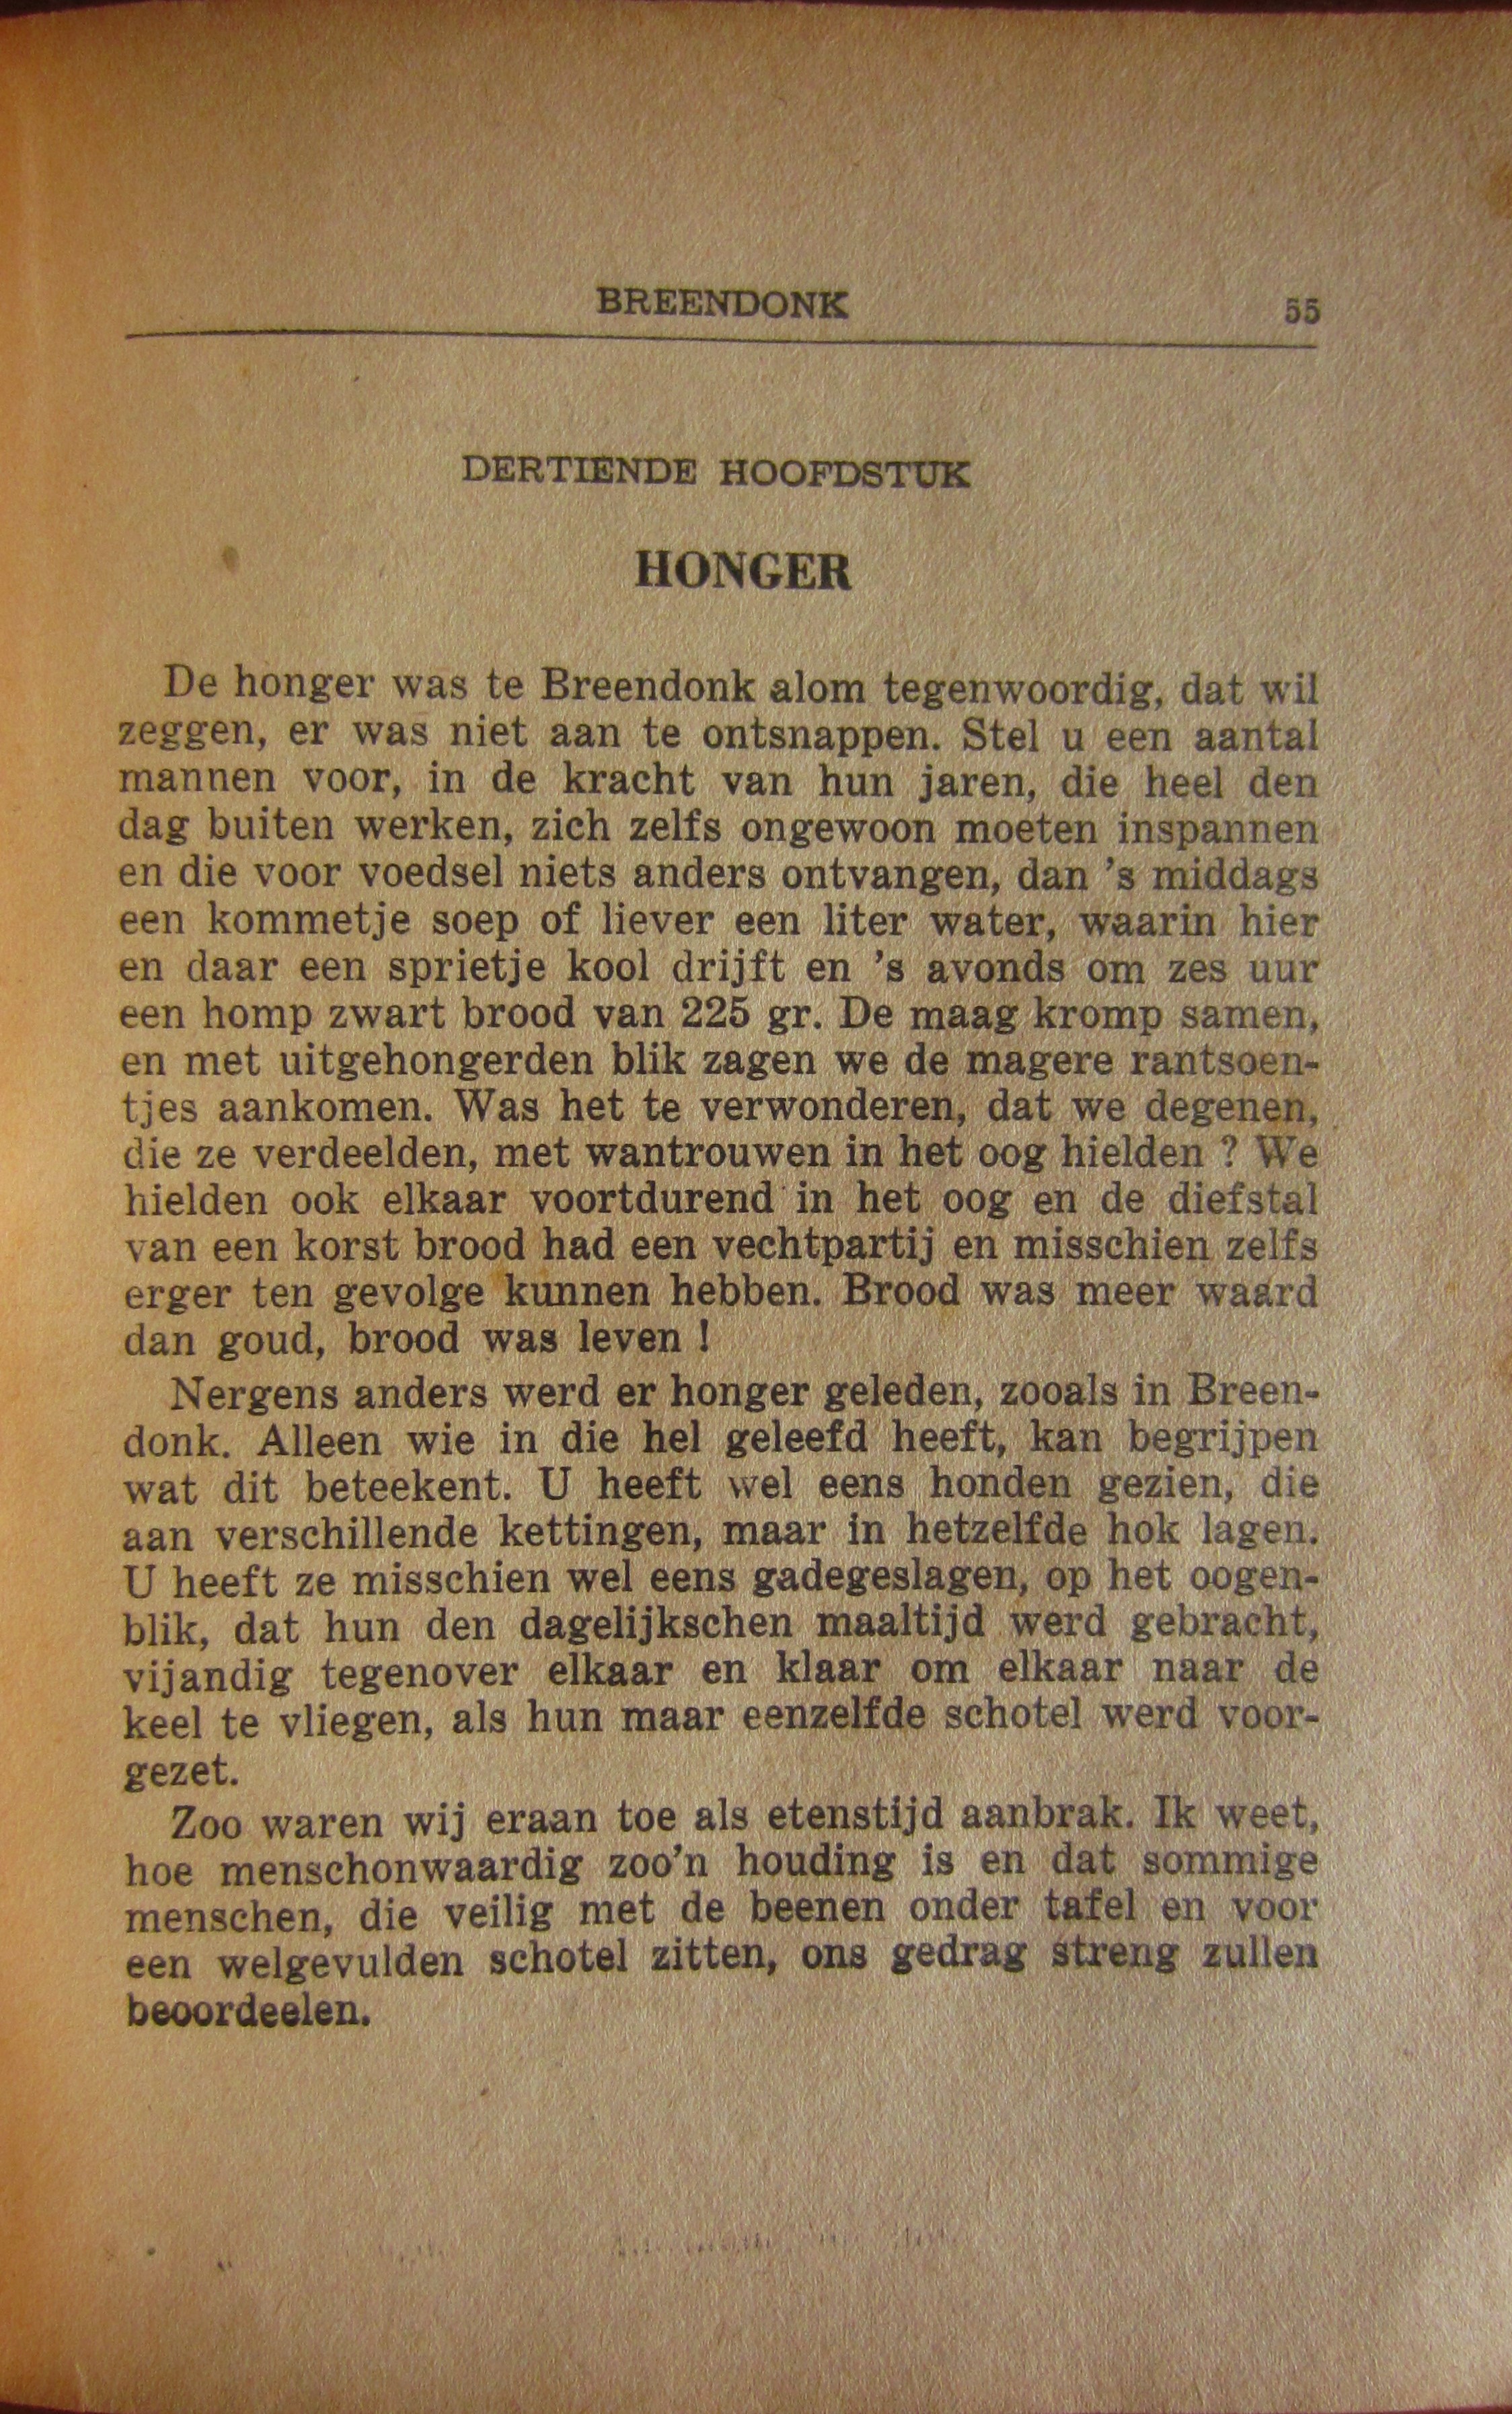 BREENDONK 55
DERTIENDE HOOFDSTUK
HONGER
De honger was te Breendonk alom tegenwoordig, dat wil
zeggen, er was niet aan te ontsnappen. Stel u een aantal
mannen voor, in de kracht van hun jaren, die heel den
dag buiten werken, zich zelfs ongewoon moeten inspannen
en die voor voedsel niets anders ontvangen, dan 's middags
een kommetje soep of liever een liter water, waarin hier
en daar een sprietje kool drijft en 's avonds om zes uur
een homp zwart brood van 225 gr. De maag kromp samen,
en met uitgehongerden blik zagen we de magere rantsoen-
tjes aankomen. Was het te verwonderen, dat we degenen,
die ze verdeelden, met wantrouwen in het oog hielden ? We
hielden ook elkaar voortdurend in het oog en de diefstal
van een korst brood had een vechtpartij en misschien zelfs
erger ten gevolge kunnen hebben. Brood was meer waard
dan goud, brood was leven !
Nergens anders werd er honger geleden, zooals in Breen-
donk. Alleen wie in die hel geleefd heeft, kan begrijpen
wat dit beteekent. U heeft wel eens honden gezien, die
aan verschillende kettingen, maar in hetzelfde hok lagen.
U heeft ze misschien wel eens gadegeslagen, op het oogen-
blik, dat hun den dagelijkschen maaltijd werd gebracht,
vijandig tegenover elkaar en klaar om elkaar naar de
keel te vliegen, als hun maar eenzelfde schotel werd voor-
gezet.
Zoo waren wij eraan toe als etenstijd aanbrak. Ik weet,
hoe menschonwaardig zoo'n houding is en dat sommige
menschen, die veilig met de beenen onder tafel en voor
een welgevulden schotel zitten, ons gedrag streng zullen
beoordeelen.